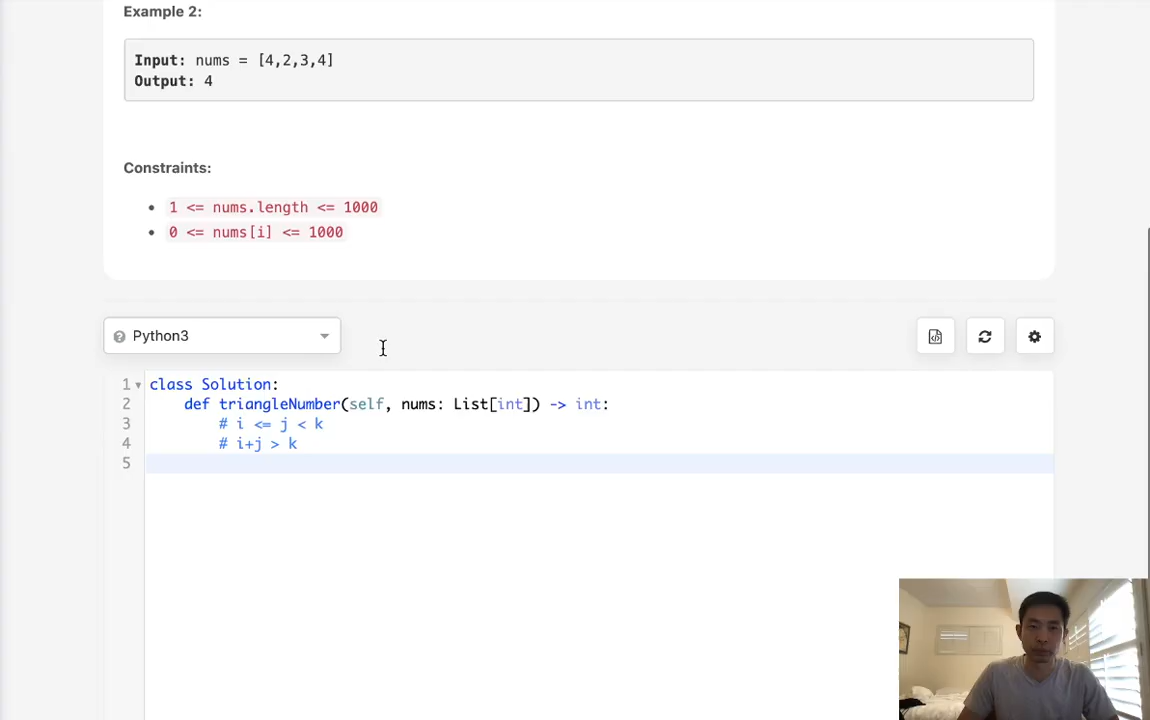 Example 2:
Input: nums = [4,2,3,4]
Output: 4
Constraints:
1 <= nums.length <= 1000
0 <= nums[i] <= 1000
Python3
1 class Solution:
2 def triangleNumber(self, nums: List[int]) -> int:
3 # i <= j < k
4 # i+j > k
5